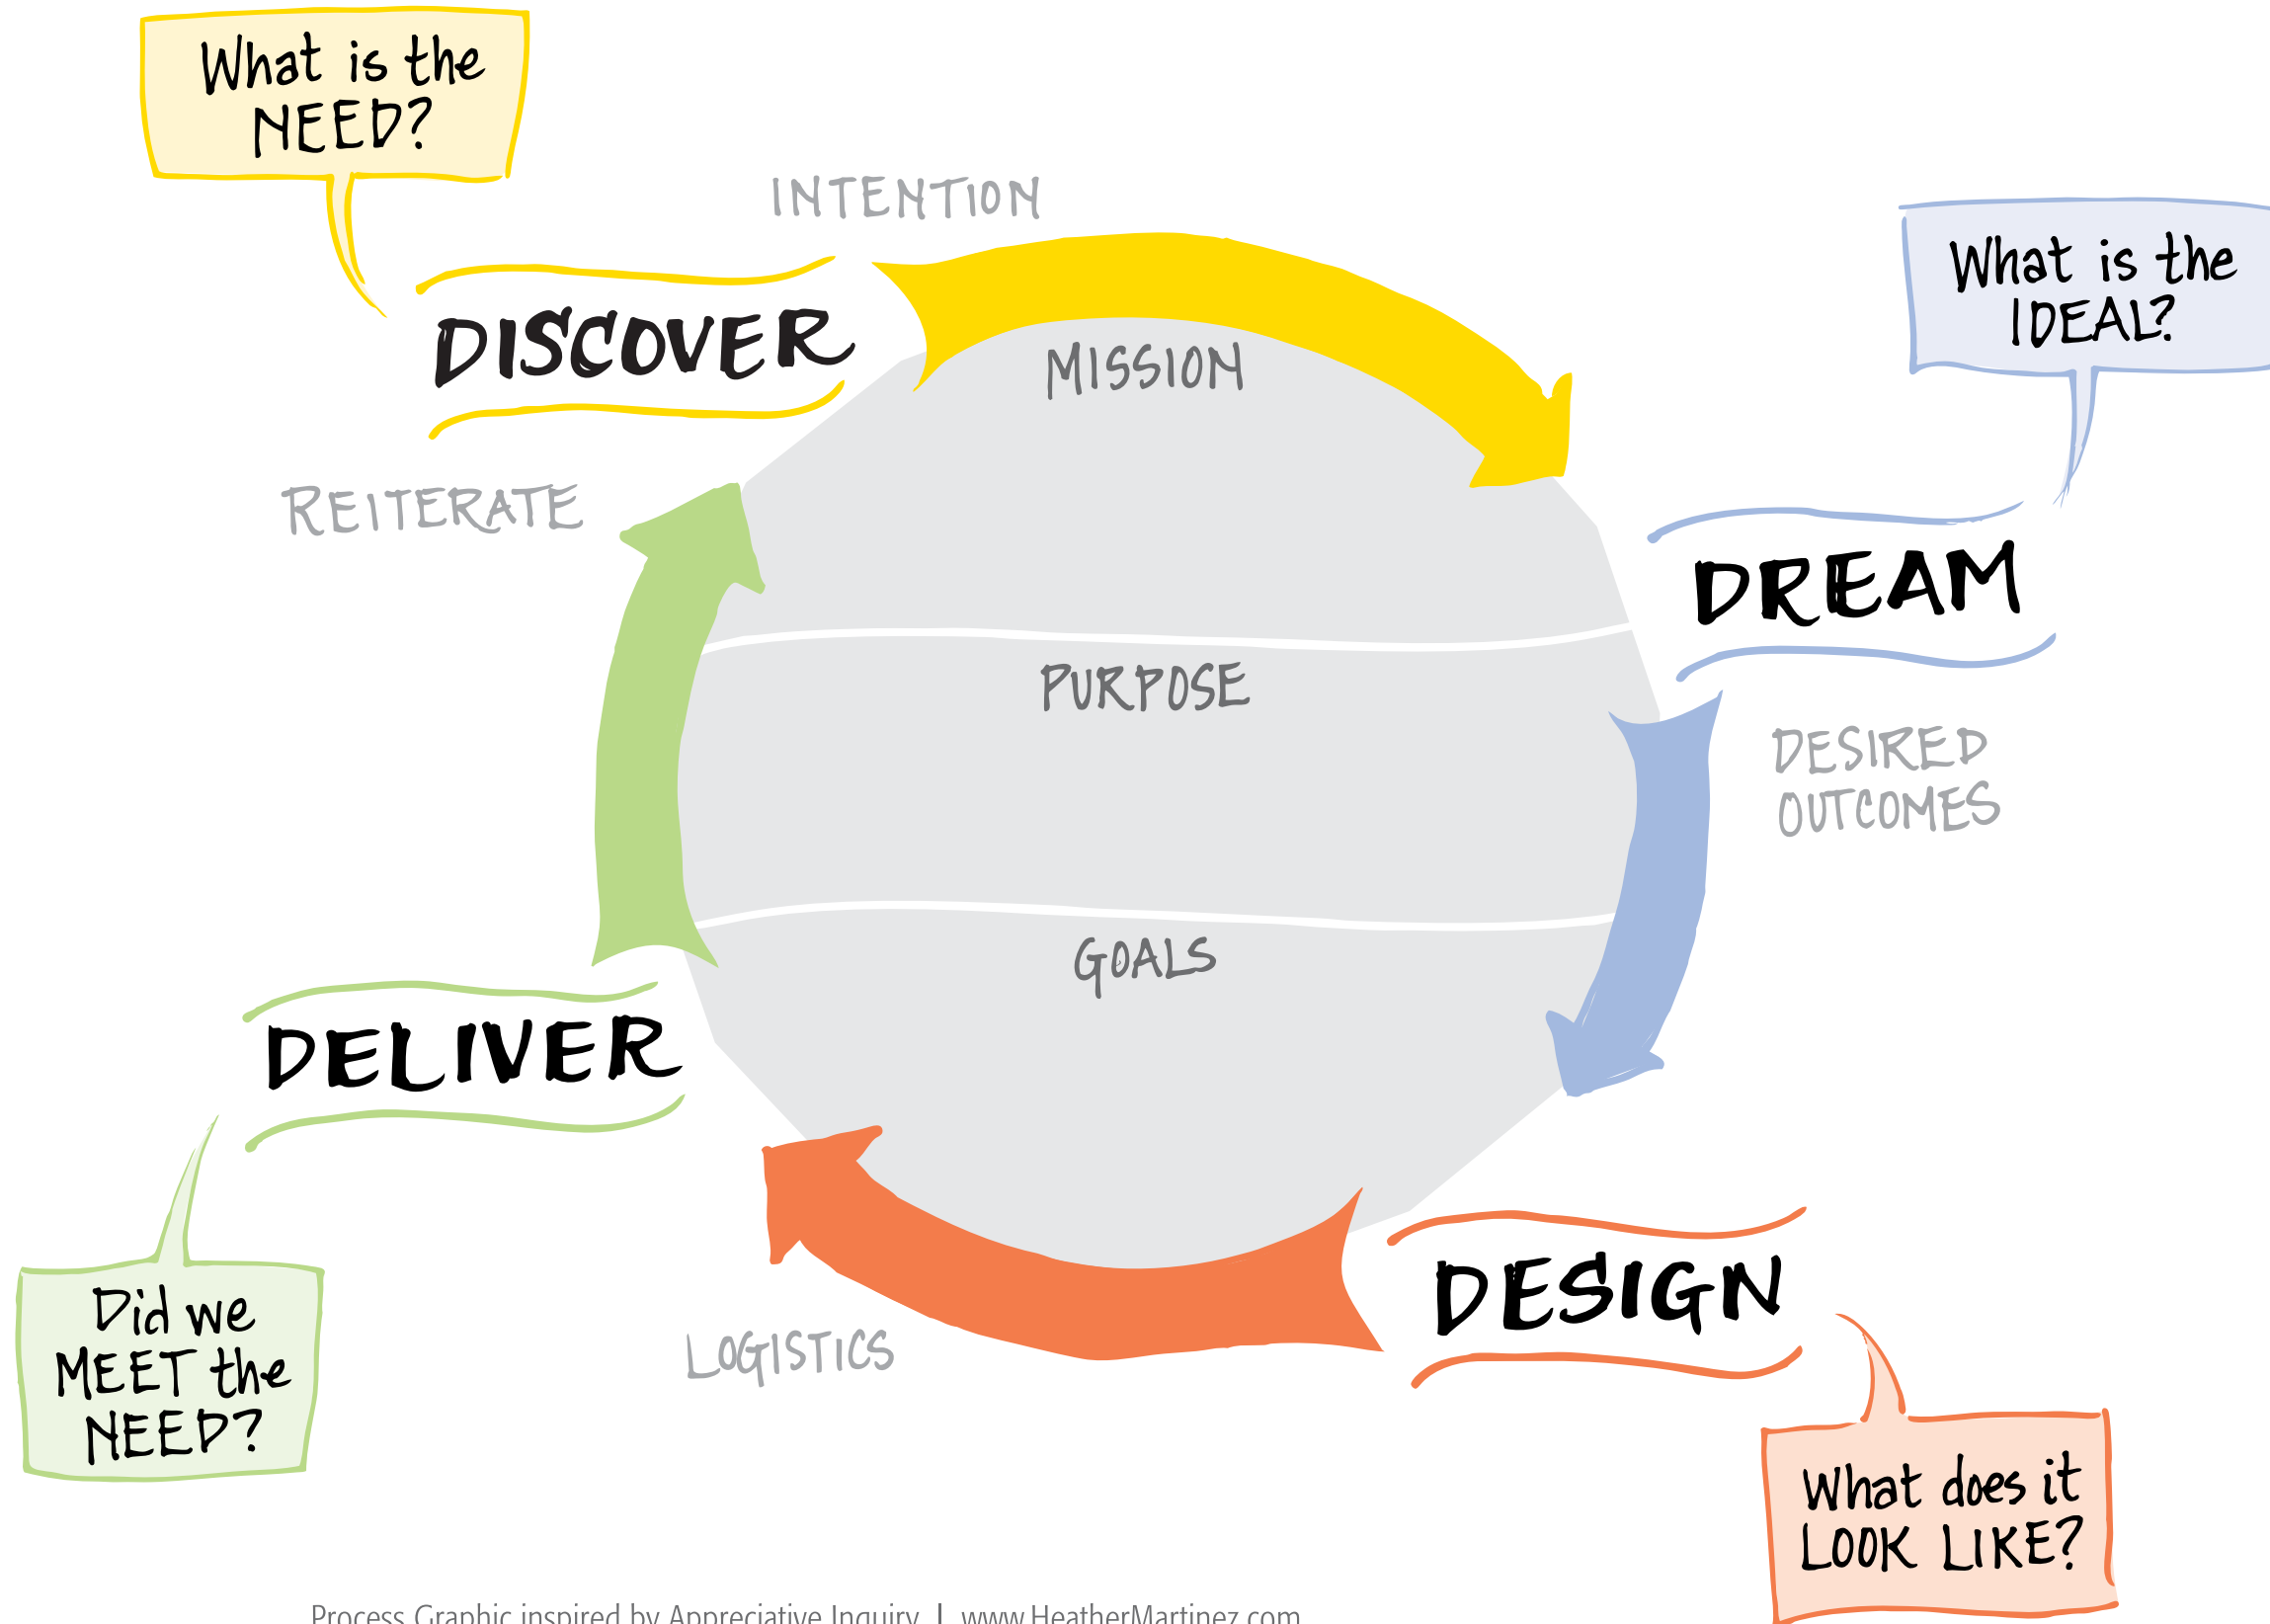 What is the
NEED?
INTENTION
DISCOVER
MISSION
What is the
IDEAL?
REITERATE
DREAM
PURPOSE
DESIRED
OUTCOMES
GOALS
DELIVER
DESIGN
LOGISTICS
Did we
MEET the
NEED?
What does it
LOOK LIKE?
Process Graphic inspired by Appreciative Inquiry | www.HeatherMartinez.com